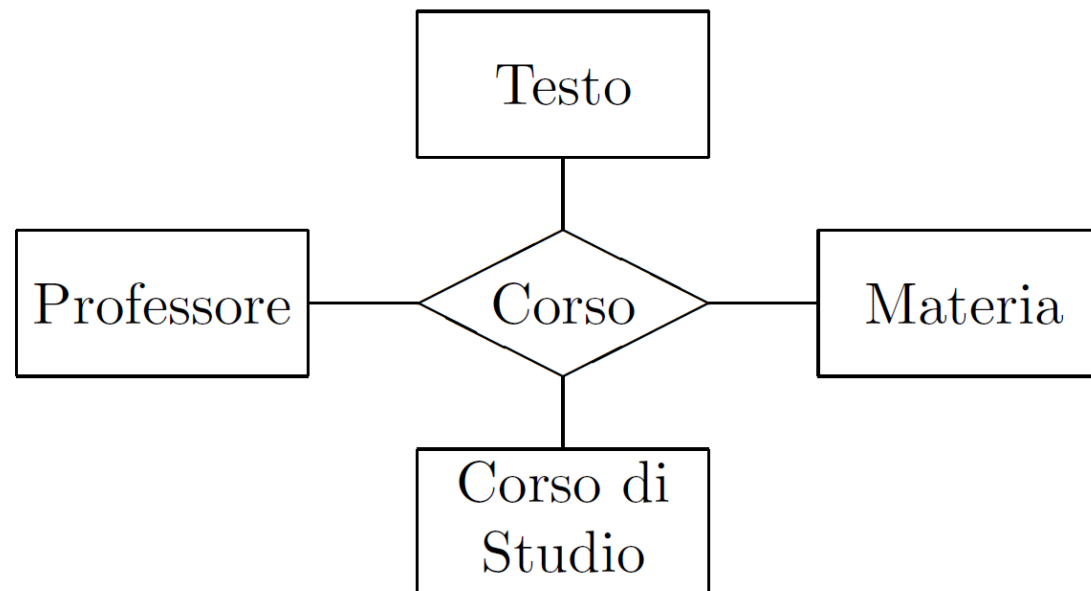 Testo
Professore
Corso
Materia
Corso di
Studio